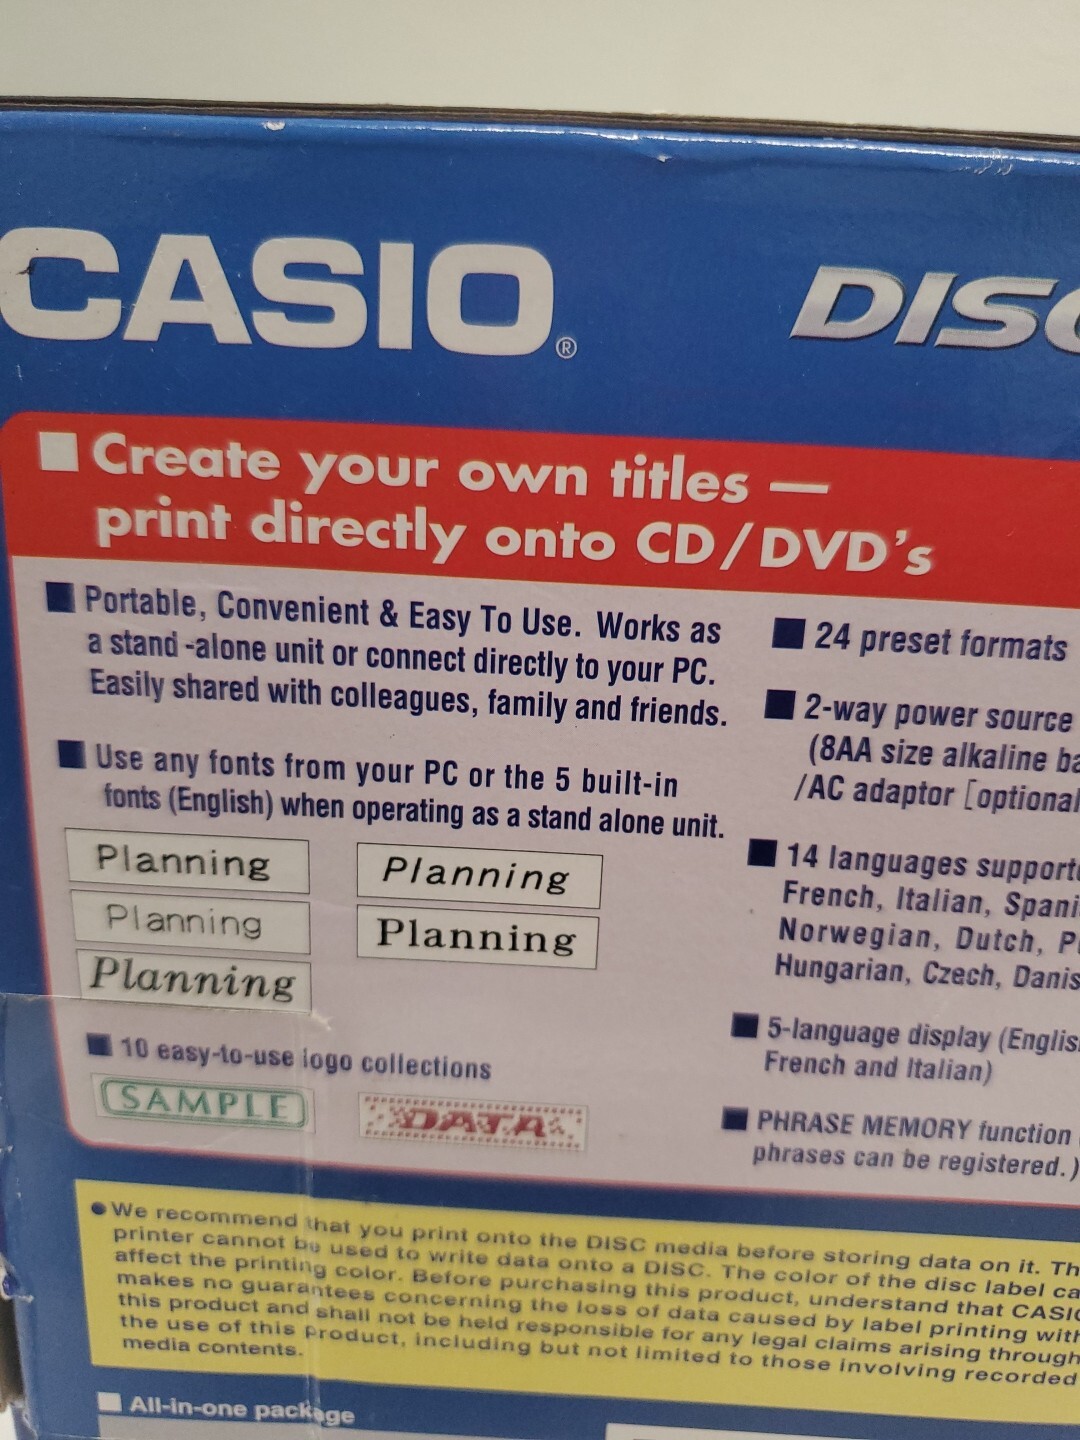 CASIO®
DISC
Create your own titles —
print directly onto CD/DVD's
Portable, Convenient & Easy To Use. Works as
a stand -alone unit or connect directly to your PC.
Easily shared with colleagues, family and friends.
Use any fonts from your PC or the 5 built-in
fonts (English) when operating as a stand alone unit.
Planning
Planning
Planning
Planning
Planning
10 easy-to-use logo collections
SAMPLE
DATA
24 preset formats
2-way power source
(8AA size alkaline
/AC adaptor [optional
14 languages
French, Italian,
Norwegian, Dutch,
Hungarian, Czech,
5-language display
French and Italian)
PHRASE MEMORY function
phrases can be registered.)
We recommend that you print onto the DISC media before storing data on it.
printer cannot be used to write data onto a DISC. The color of the disc label
affect the printing color. Before purchasing this product, understand that CASIO
makes no guarantees concerning the loss of data caused by label printing
this product and shall not be held responsible for any legal claims arising through
the use of this product, including but not limited to those involving recorded
media contents.
All-in-one package